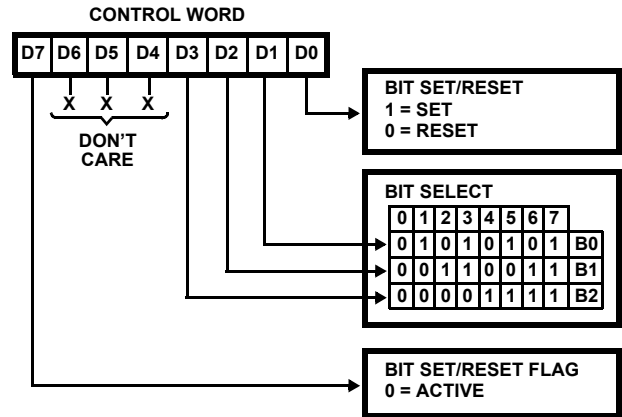 CONTROL WORD
D7 D6 D5 D4 D3 D2 D1 D0
X X X
DON'T
CARE
BIT SET/RESET
1 = SET
0 = RESET
BIT SELECT
0 1 2 3 4 5 6 7
0 1 0 1 0 1 0 1 B0
0 0 1 1 0 0 1 1 B1
0 0 0 0 1 1 1 1 B2
BIT SET/RESET FLAG
0 = ACTIVE